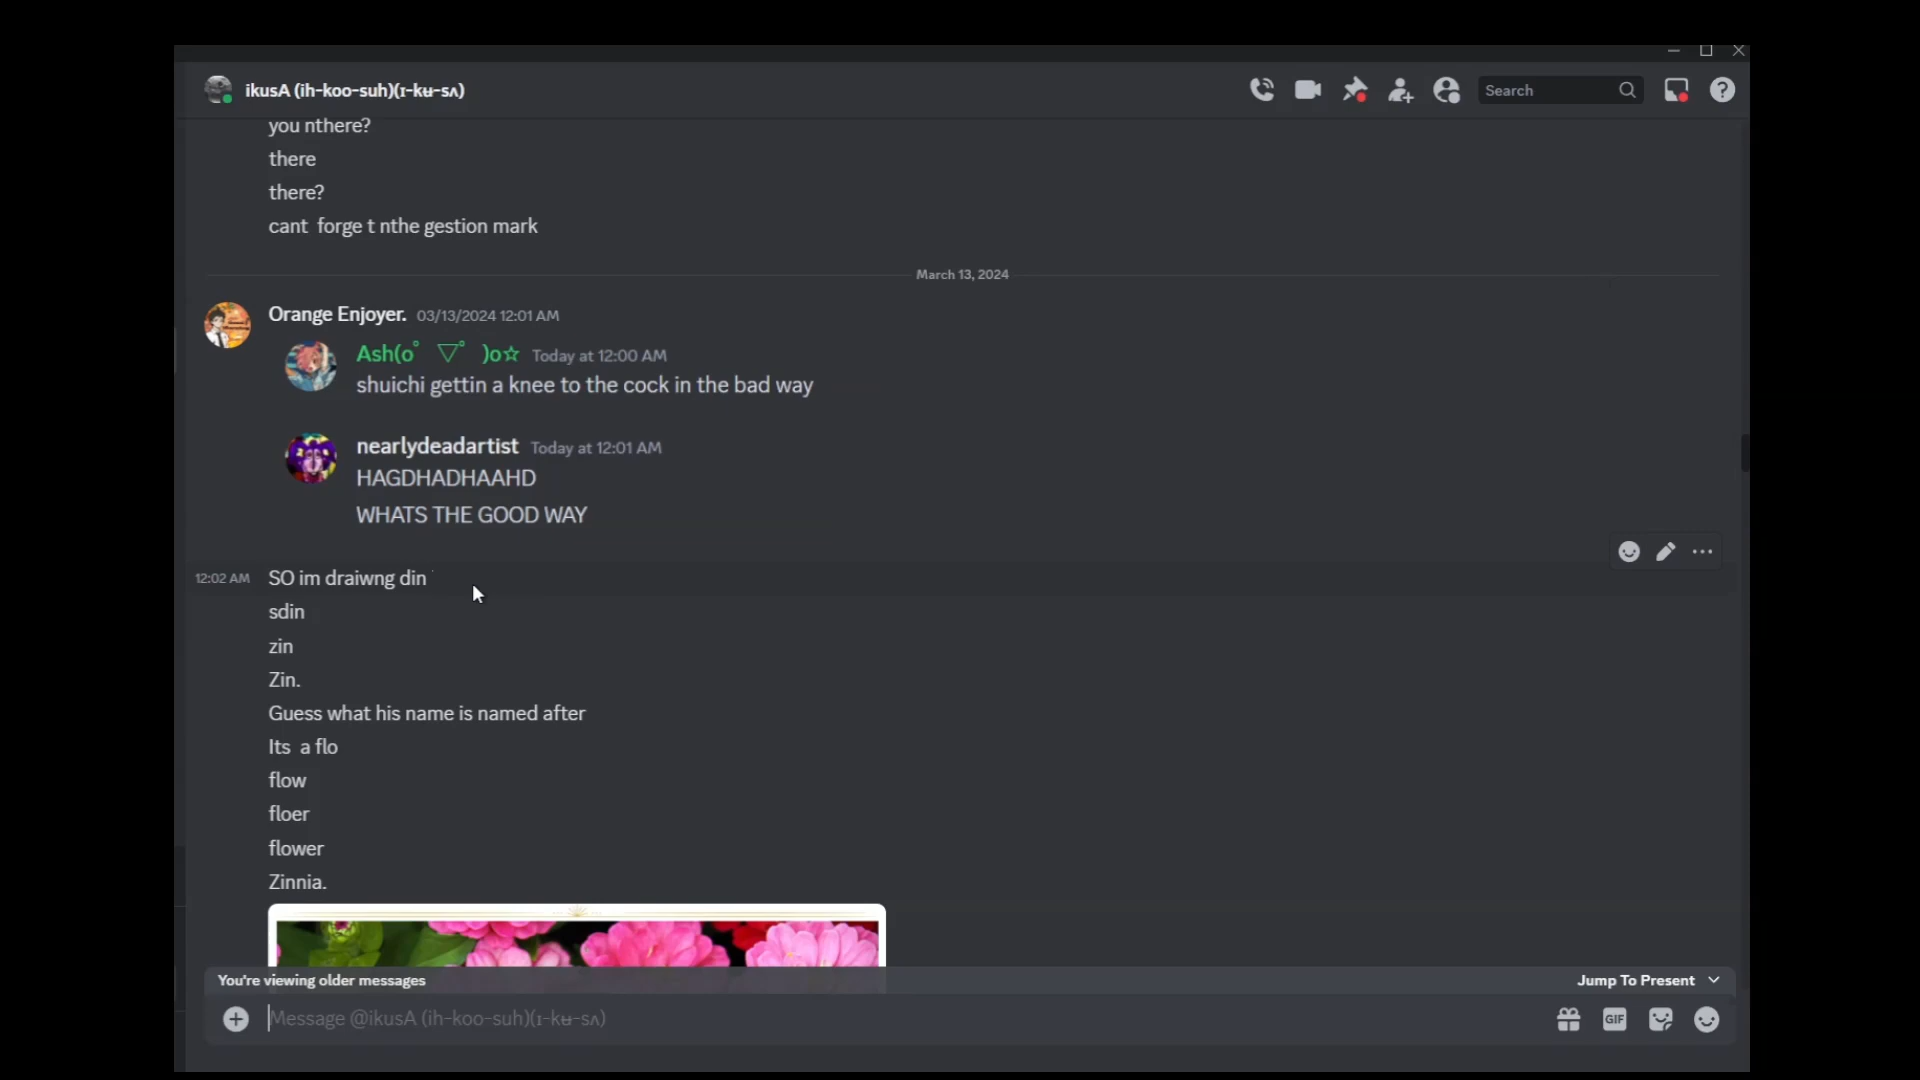 ikusA (ih-koo-suh)(ɪ-kʉ-sʌ)
Search
you nthere?
there
there?
cant forge t nthe gestion mark
March 13, 2024
Orange Enjoyer. 03/13/2024 12:01 AM
Ash(o゜▽゜)o☆ Today at 12:00 AM
shuichi gettin a knee to the cock in the bad way
nearlydeadartist Today at 12:01 AM
HAGDHADHAAHD
WHATS THE GOOD WAY
12:02 AM SO im draiwng din
sdin
zin
Zin.
Guess what his name is named after
Its a flo
flow
floer
flower
Zinnia.
You're viewing older messages
Jump To Present
Message @ikusA (ih-koo-suh)(ɪ-kʉ-sʌ)
GIF